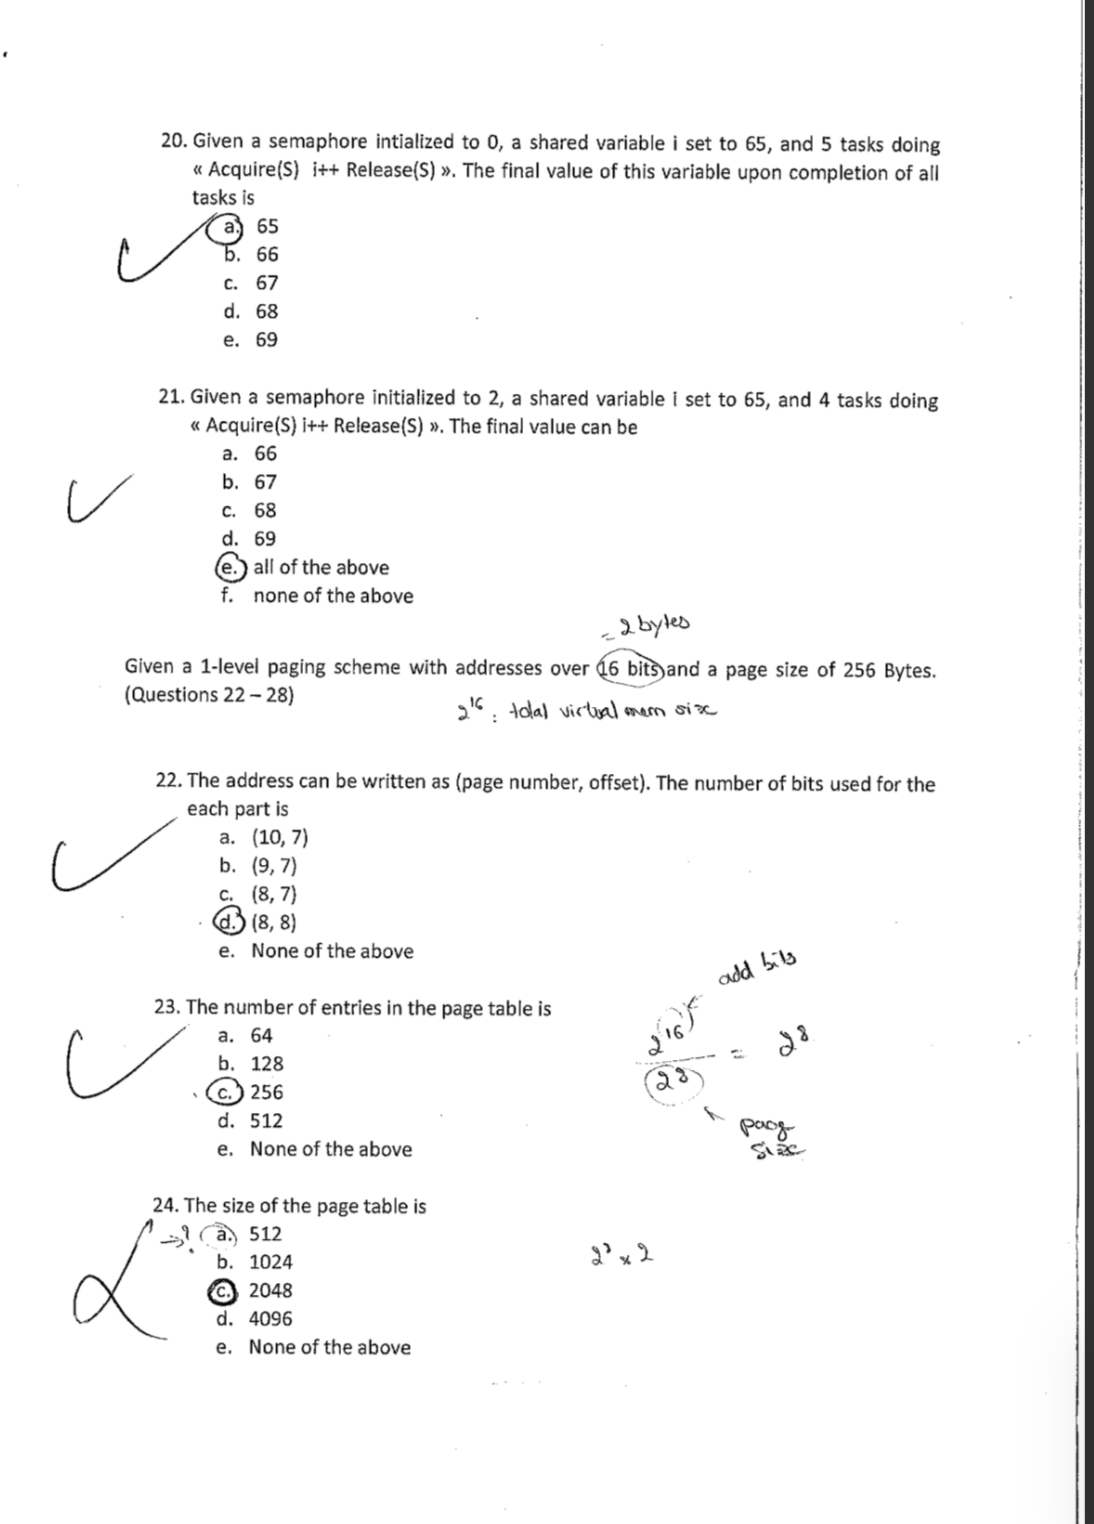 20. Given a semaphore intialized to 0, a shared variable i set to 65, and 5 tasks doing
« Acquire(S) i++ Release(S) ». The final value of this variable upon completion of all
tasks is
a. 65
b. 66
c. 67
d. 68
e. 69
21. Given a semaphore initialized to 2, a shared variable i set to 65, and 4 tasks doing
« Acquire(S) i++ Release(S) ». The final value can be
a. 66
b. 67
c. 68
d. 69
e. all of the above
f. none of the above
= 2 bytes
Given a 1-level paging scheme with addresses over 16 bits and a page size of 256 Bytes.
(Questions 22 – 28)
2^16 : total virtual mem size
22. The address can be written as (page number, offset). The number of bits used for the
each part is
a. (10, 7)
b. (9, 7)
c. (8, 7)
d. (8, 8)
e. None of the above
add bits
23. The number of entries in the page table is
2^16 / 2^8 = 2^8
a. 64
b. 128
c. 256
d. 512
page
size
e. None of the above
24. The size of the page table is
a. 512
b. 1024
c. 2048
d. 4096
e. None of the above